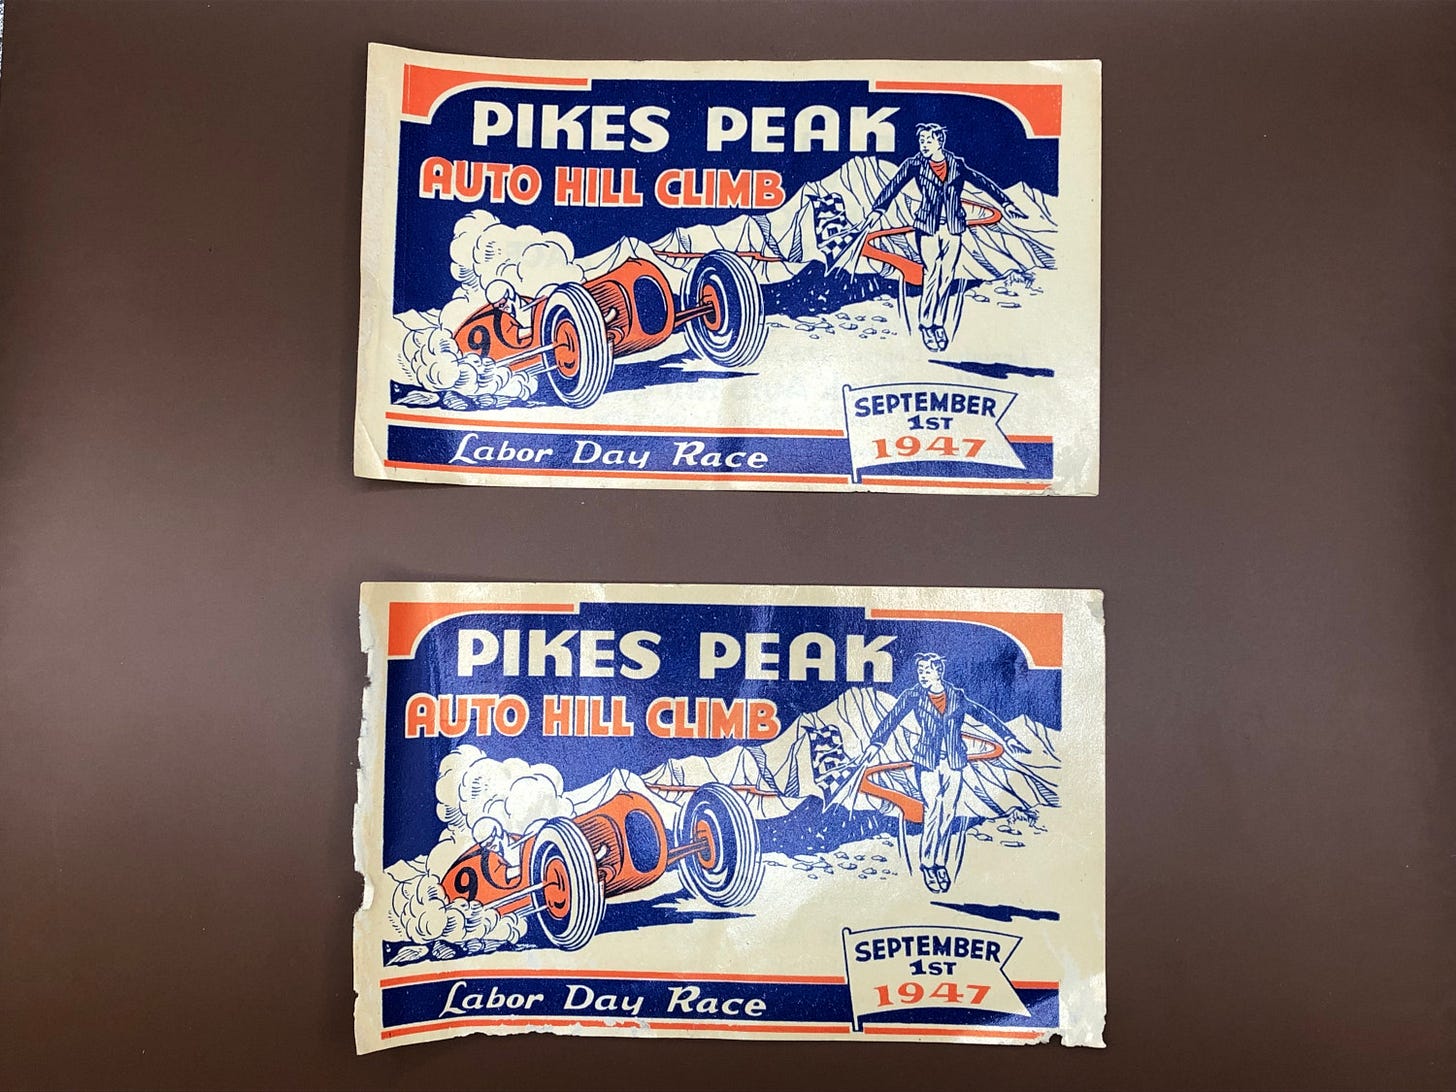 PIKES PEAK
AUTO HILL CLIMB
9
SEPTEMBER
1ST
1947
Labor Day Race
PIKES PEAK
AUTO HILL CLIMB
9
SEPTEMBER
1ST
1947
Labor Day Race